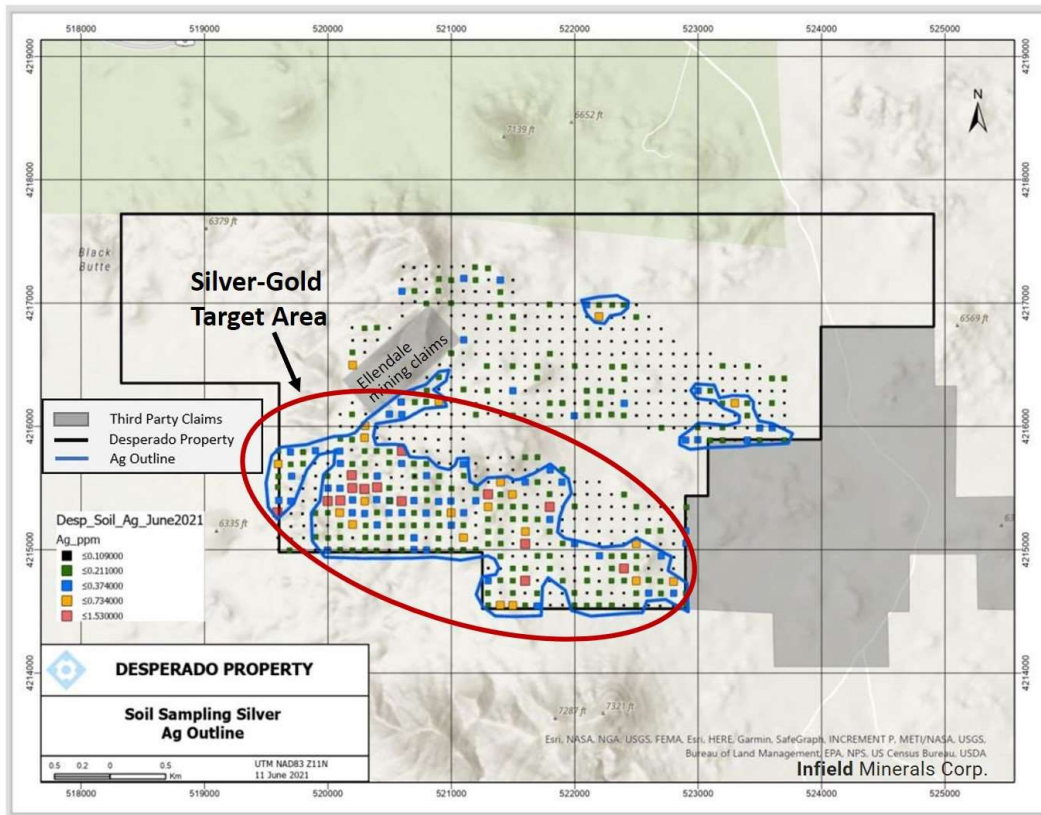 518000 519000 520000 521000 522000 523000 524000 525000
4219000
4219000
6652 ft
7139 ft
N
4218000
4218000
6379 ft
Black
Butte
Silver-Gold
Target Area
4217000
4217000
6569 ft
Ellendale
mining claims
4216000
4216000
Third Party Claims
Desperado Property
Ag Outline
6335 ft
Desp_Soil_Ag_June2021
Ag_ppm
≤0.109000
≤0.211000
≤0.374000
≤0.734000
≤1.530000
4215000
4215000
4214000
4214000
DESPERADO PROPERTY
Soil Sampling Silver
Ag Outline
7287 ft
7321 ft
0.5 0.2 0 0.5
Km
UTM NAD83 Z11N
11 June 2021
Esri, NASA, NGA, USGS, FEMA, Esri, HERE, Garmin, SafeGraph, INCREMENT P, METI/NASA, USGS,
Bureau of Land Management, EPA, NPS, US Census Bureau, USDA
Infield Minerals Corp.
518000 519000 520000 521000 522000 523000 524000 525000